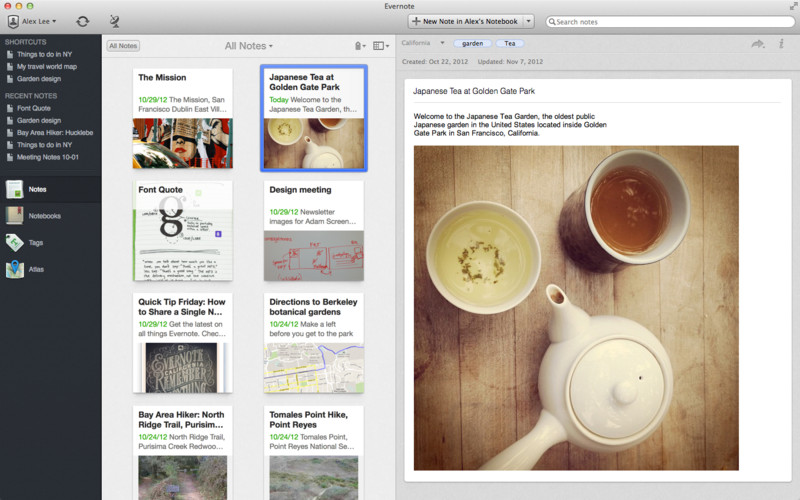 Evernote
Alex Lee
New Note in Alex's Notebook
Search notes
SHORTCUTS
Things to do in NY
My travel world map
Garden design
RECENT NOTES
Font Quote
Garden design
Bay Area Hiker: Hucklebe
Things to do in NY
Meeting Notes 10-01
Notes
Notebooks
Tags
Atlas
All Notes
All Notes
The Mission
10/29/12 The Mission, San
Francisco Dublin East Vill...
Japanese Tea at
Golden Gate Park
Today Welcome to the
Japanese Tea Garden, th...
Font Quote
g
Design meeting
10/29/12 Newsletter
images for Adam Screen...
Quick Tip Friday: How
to Share a Single N...
10/29/12 Get the latest on
all things Evernote. Chec...
EVERNOTE
REMEMBER
Directions to Berkeley
botanical gardens
10/24/12 Make a left
before you get to the park
Bay Area Hiker: North
Ridge Trail, Purisim...
10/24/12 North Ridge Trail,
Purisima Creek Redwoo...
Tomales Point Hike,
Point Reyes
10/24/12 Tomales Point,
Point Reyes National Se...
California
garden
Tea
Created: Oct 22, 2012
Updated: Nov 7, 2012
Japanese Tea at Golden Gate Park
Welcome to the Japanese Tea Garden, the oldest public
Japanese garden in the United States located inside Golden
Gate Park in San Francisco, California.